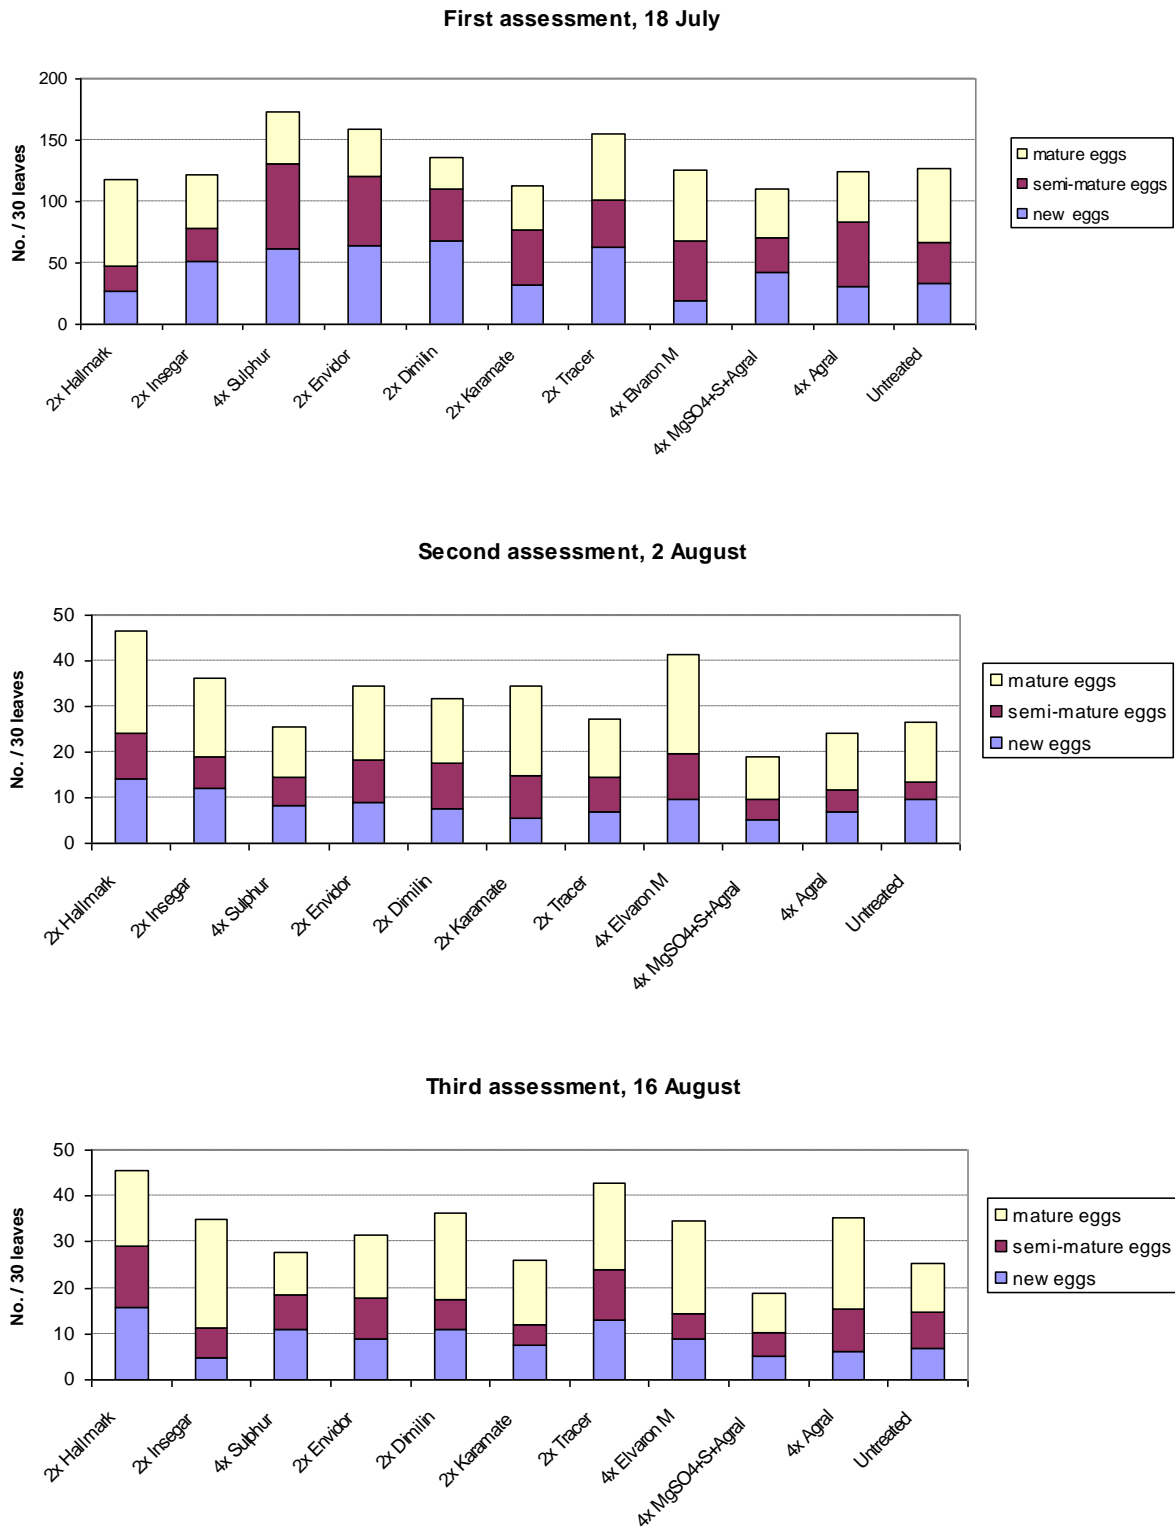 First assessment, 18 July
No. / 30 leaves
200
150
100
50
0
2x Hallmark
2x Insegar
4x Sulphur
2x Envidor
2x Dimilin
2x Karamate
2x Tracer
4x Elvaron M
4x MgSO4+S+Agral
4x Agral
Untreated
mature eggs
semi-mature eggs
new eggs
Second assessment, 2 August
No. / 30 leaves
50
40
30
20
10
0
2x Hallmark
2x Insegar
4x Sulphur
2x Envidor
2x Dimilin
2x Karamate
2x Tracer
4x Elvaron M
4x MgSO4+S+Agral
4x Agral
Untreated
mature eggs
semi-mature eggs
new eggs
Third assessment, 16 August
No. / 30 leaves
50
40
30
20
10
0
2x Hallmark
2x Insegar
4x Sulphur
2x Envidor
2x Dimilin
2x Karamate
2x Tracer
4x Elvaron M
4x MgSO4+S+Agral
4x Agral
Untreated
mature eggs
semi-mature eggs
new eggs